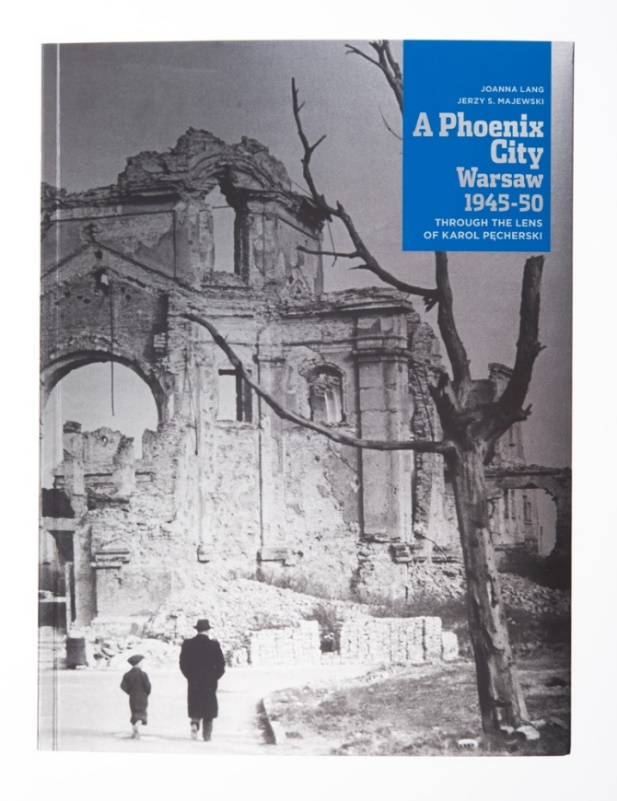 JOANNA LANG
JERZY S. MAJEWSKI
A Phoenix
City
Warsaw
1945-50
THROUGH THE LENS
OF KAROL PĘCHERSKI